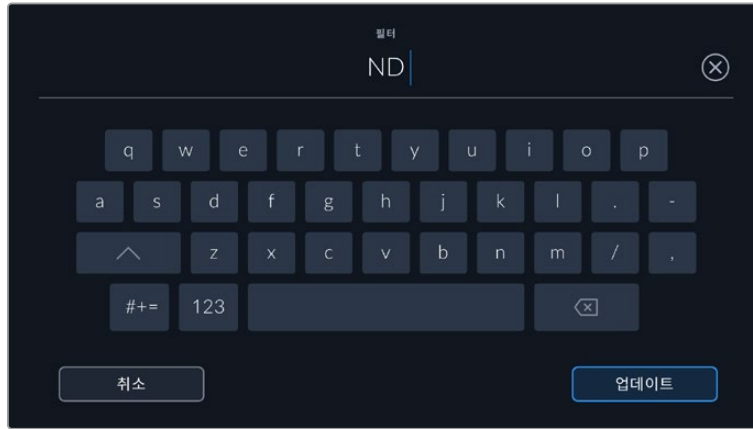 필터
ND
q w e r t y u i o p
a s d f g h j k l . -
z x c v b n m / ,
#+= 123
취소 업데이트